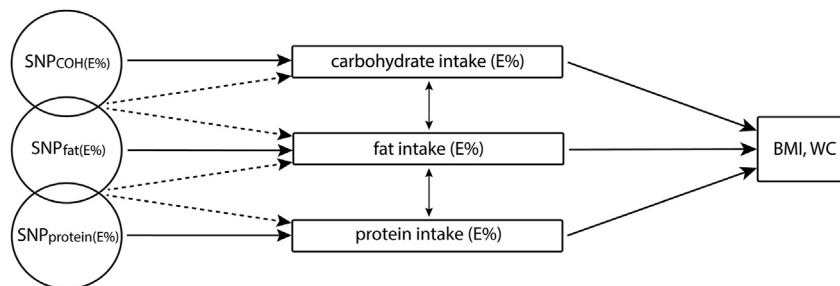 SNPCOH(E%)
carbohydrate intake (E%)
SNPfat(E%)
fat intake (E%)
BMI, WC
SNPprotein(E%)
protein intake (E%)